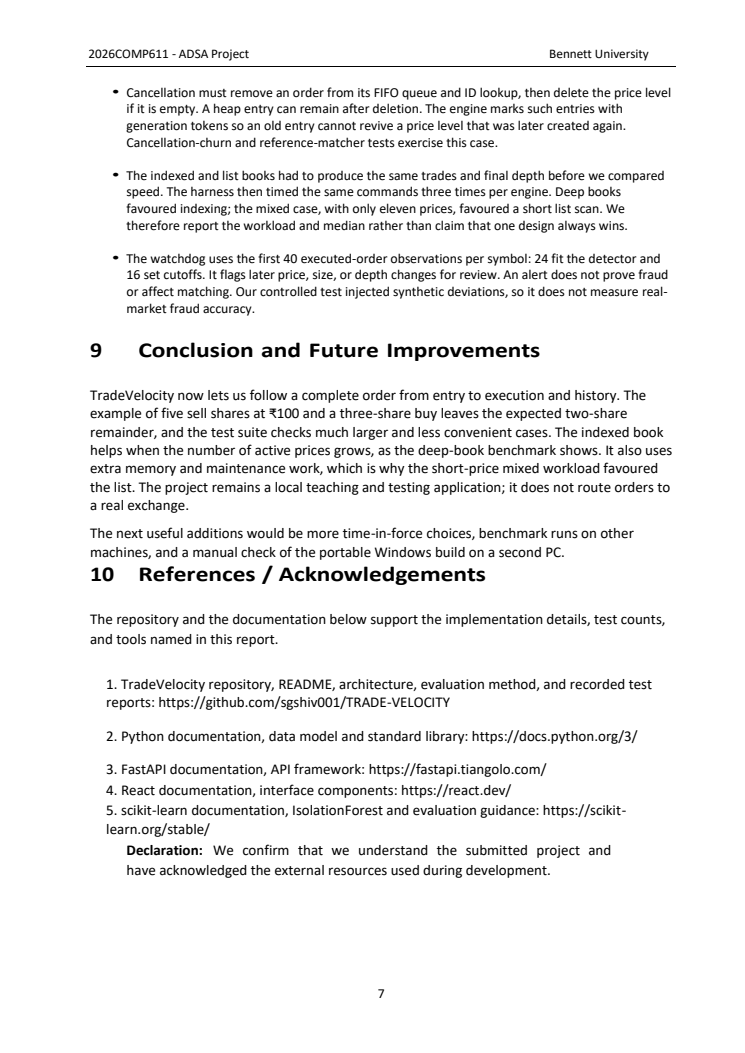 2026COMP611 - ADSA Project Bennett University
• Cancellation must remove an order from its FIFO queue and ID lookup, then delete the price level
if it is empty. A heap entry can remain after deletion. The engine marks such entries with
generation tokens so an old entry cannot revive a price level that was later created again.
Cancellation-churn and reference-matcher tests exercise this case.
• The indexed and list books had to produce the same trades and final depth before we compared
speed. The harness then timed the same commands three times per engine. Deep books
favoured indexing; the mixed case, with only eleven prices, favoured a short list scan. We
therefore report the workload and median rather than claim that one design always wins.
• The watchdog uses the first 40 executed-order observations per symbol: 24 fit the detector and
16 set cutoffs. It flags later price, size, or depth changes for review. An alert does not prove fraud
or affect matching. Our controlled test injected synthetic deviations, so it does not measure real-
market fraud accuracy.
9 Conclusion and Future Improvements
TradeVelocity now lets us follow a complete order from entry to execution and history. The
example of five sell shares at ₹100 and a three-share buy leaves the expected two-share
remainder, and the test suite checks much larger and less convenient cases. The indexed book
helps when the number of active prices grows, as the deep-book benchmark shows. It also uses
extra memory and maintenance work, which is why the short-price mixed workload favoured
the list. The project remains a local teaching and testing application; it does not route orders to
a real exchange.
The next useful additions would be more time-in-force choices, benchmark runs on other
machines, and a manual check of the portable Windows build on a second PC.
10 References / Acknowledgements
The repository and the documentation below support the implementation details, test counts,
and tools named in this report.
1. TradeVelocity repository, README, architecture, evaluation method, and recorded test
reports: https://github.com/sgshiv001/TRADE-VELOCITY
2. Python documentation, data model and standard library: https://docs.python.org/3/
3. FastAPI documentation, API framework: https://fastapi.tiangolo.com/
4. React documentation, interface components: https://react.dev/
5. scikit-learn documentation, IsolationForest and evaluation guidance: https://scikit-
learn.org/stable/
Declaration: We confirm that we understand the submitted project and
have acknowledged the external resources used during development.
7